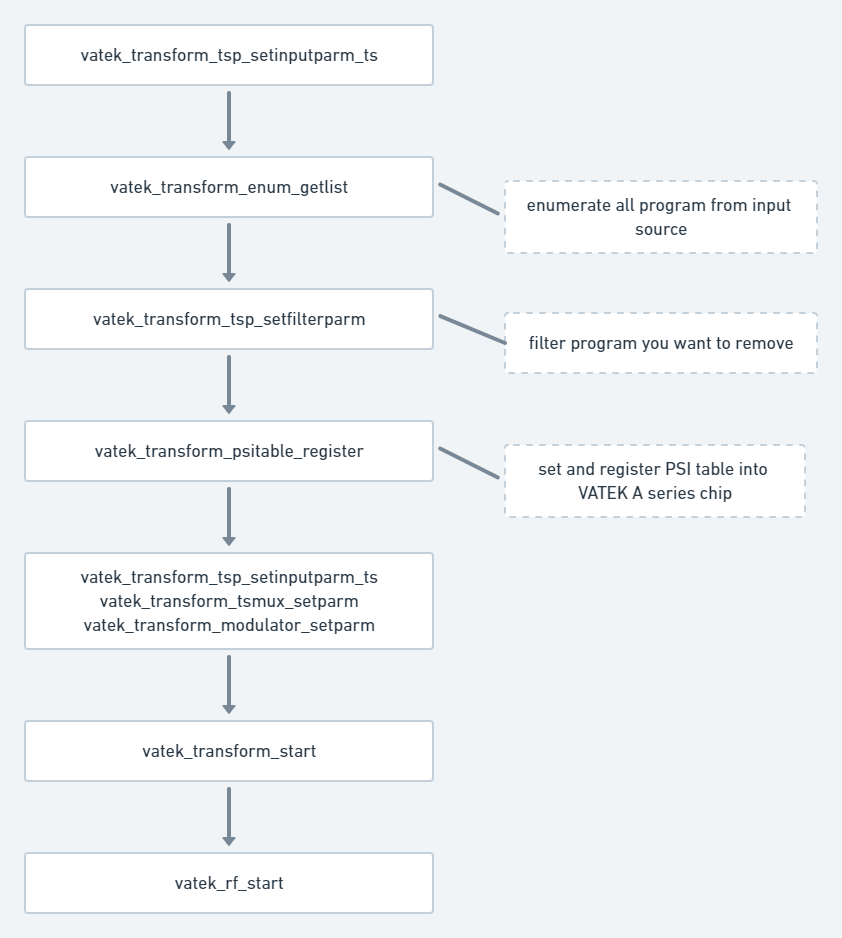 vatek_transform_tsp_setinputparm_ts
vatek_transform_enum_getlist
enumerate all program from input
source
vatek_transform_tsp_setfilterparm
filter program you want to remove
vatek_transform_psitable_register
set and register PSI table into
VATEK A series chip
vatek_transform_tsp_setinputparm_ts
vatek_transform_tsmux_setparm
vatek_transform_modulator_setparm
vatek_transform_start
vatek_rf_start